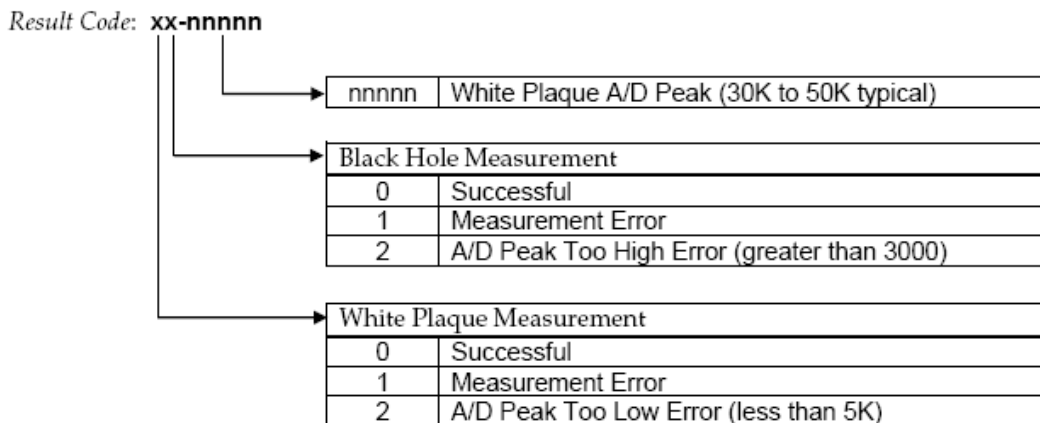 Result Code: xx-nnnnn
nnnnn White Plaque A/D Peak (30K to 50K typical)
Black Hole Measurement
0 Successful
1 Measurement Error
2 A/D Peak Too High Error (greater than 3000)
White Plaque Measurement
0 Successful
1 Measurement Error
2 A/D Peak Too Low Error (less than 5K)